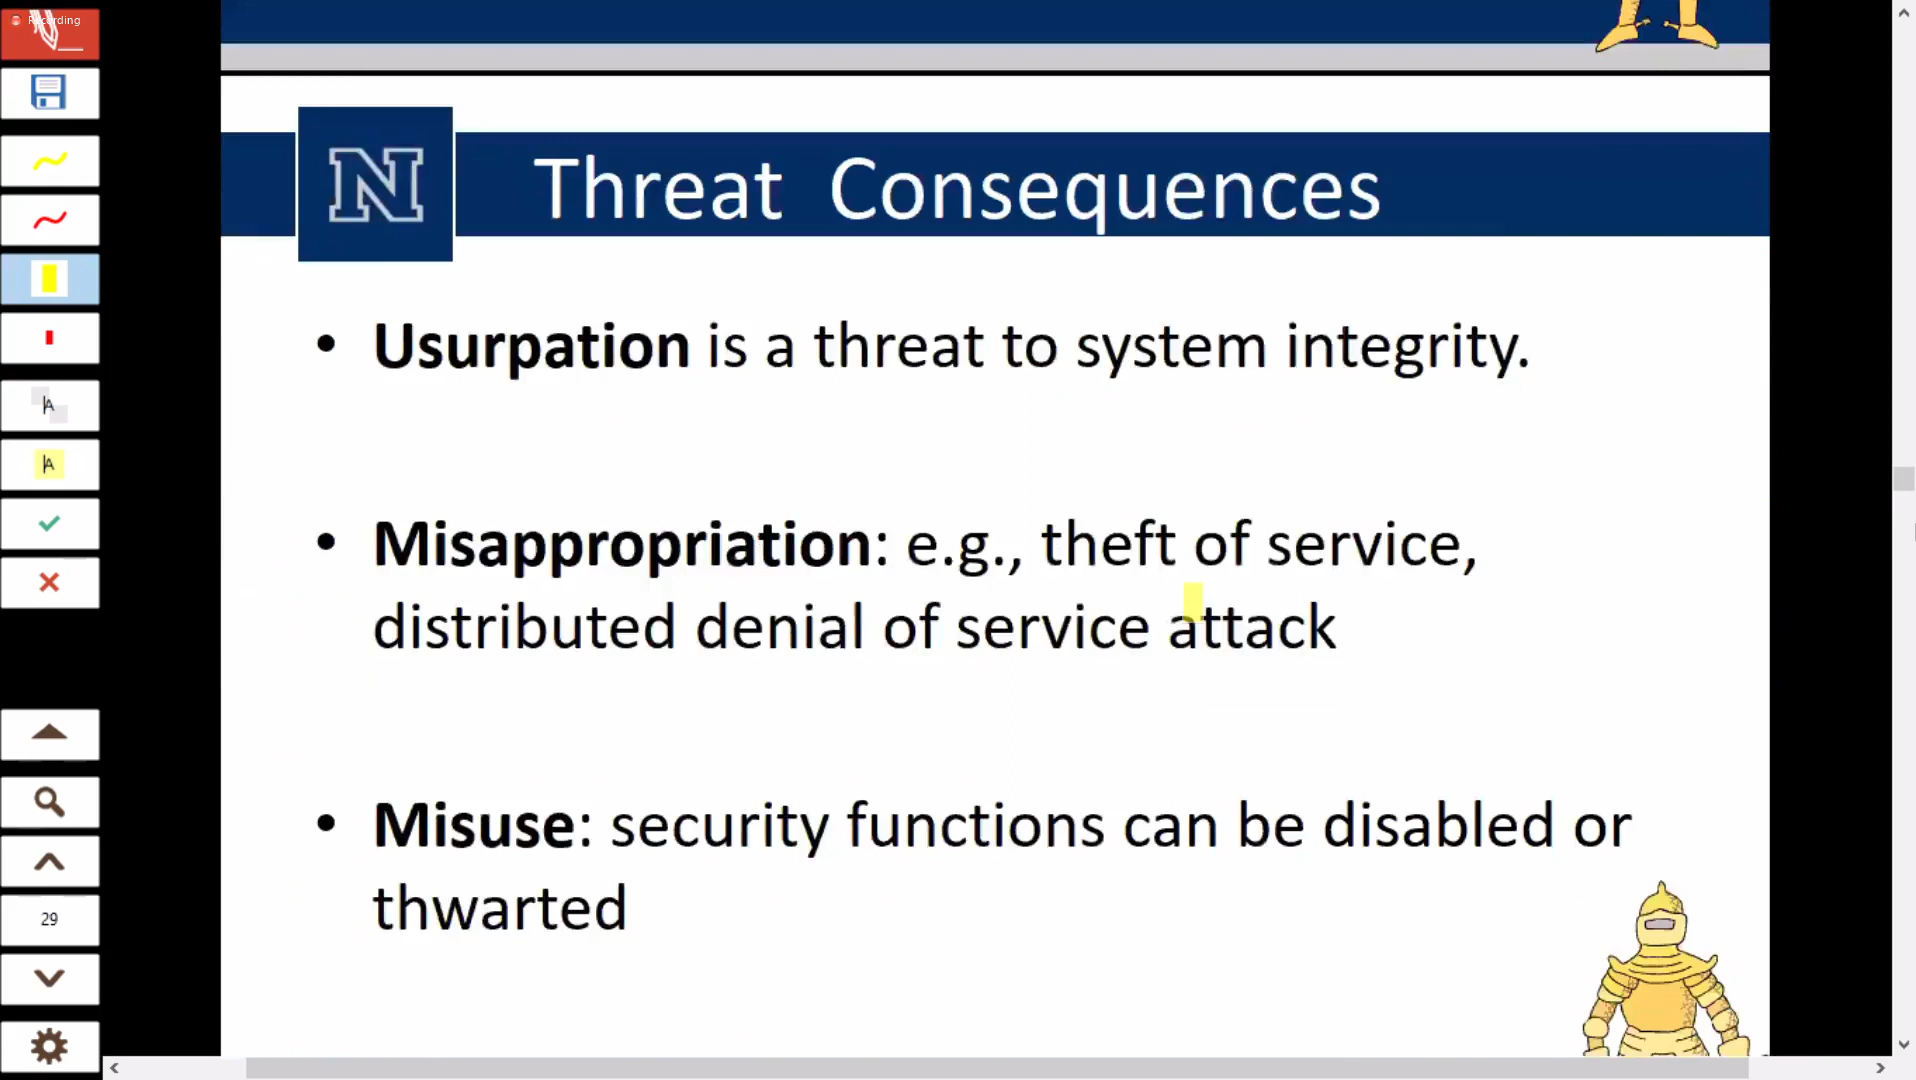 Recording
N
Threat Consequences
• Usurpation is a threat to system integrity.
• Misappropriation: e.g., theft of service,
distributed denial of service attack
• Misuse: security functions can be disabled or
thwarted
A
A
29